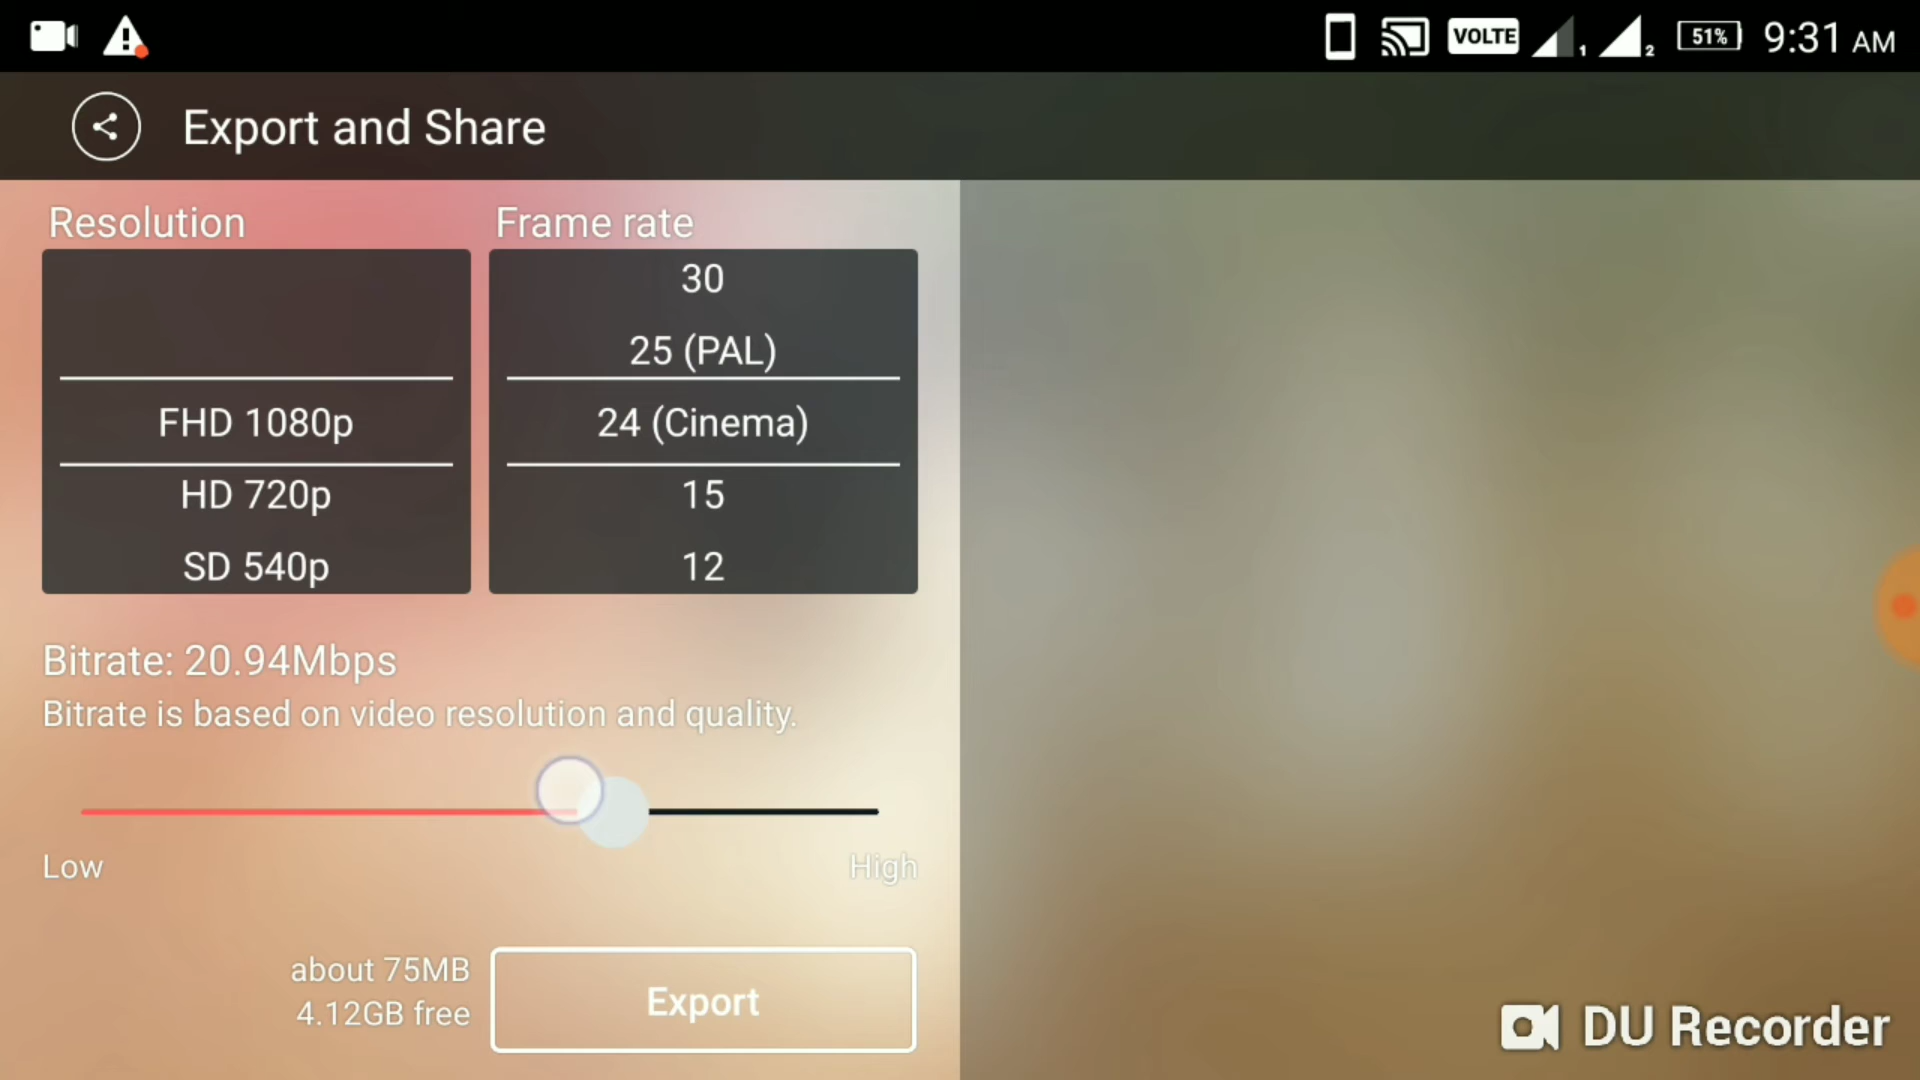 VOLTE 1 2 51% 9:31 AM
Export and Share
Resolution
Frame rate
30
25 (PAL)
FHD 1080p
24 (Cinema)
HD 720p
15
SD 540p
12
Bitrate: 20.94Mbps
Bitrate is based on video resolution and quality.
Low
High
about 75MB
4.12GB free
Export
DU Recorder